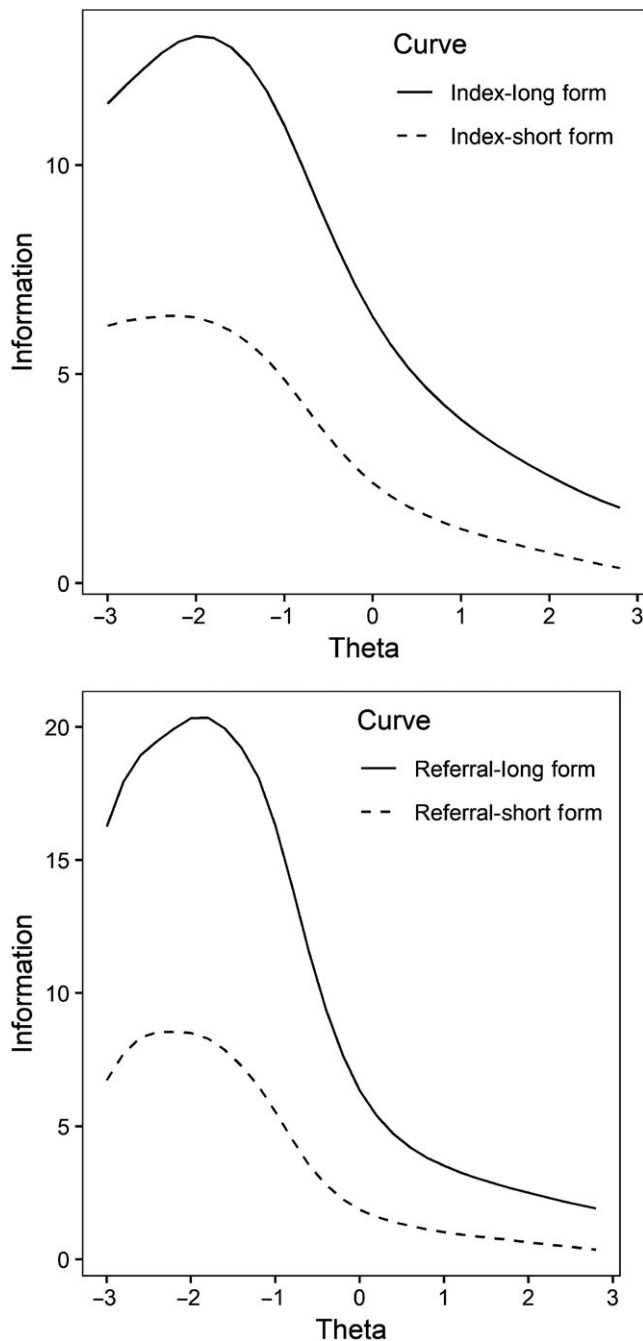 Curve
Index-long form
Index-short form
10
5
0
Information
−3 −2 −1 0 1 2 3
Theta
Curve
Referral-long form
Referral-short form
20
15
10
5
0
Information
−3 −2 −1 0 1 2 3
Theta